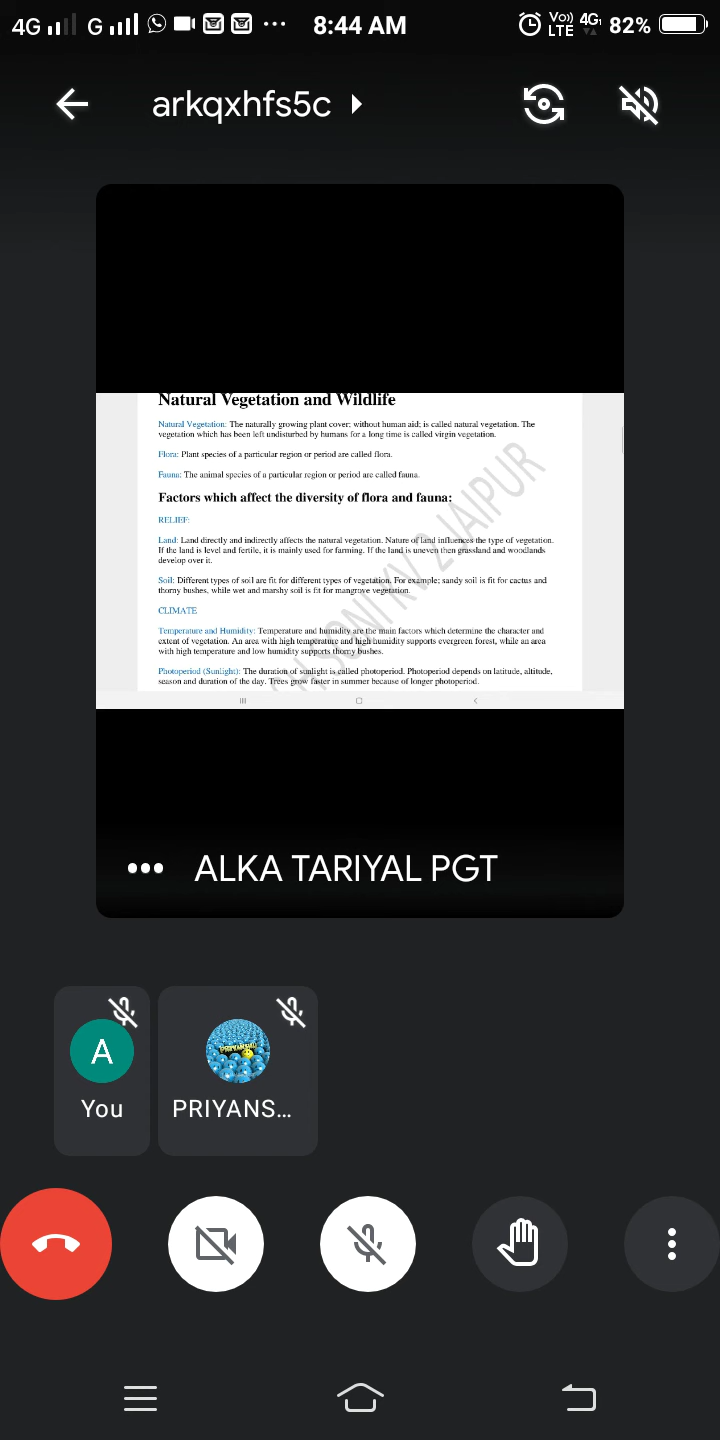 4G G 8:44 AM Vo)) LTE 4G 82%
arkqxhfs5c
Natural Vegetation and Wildlife
Natural Vegetation: The naturally growing plant cover; without human aid; is called natural vegetation. The
vegetation which has been left undisturbed by humans for a long time is called virgin vegetation.
Flora: Plant species of a particular region or period are called flora.
Fauna: The animal species of a particular region or period are called fauna.
Factors which affect the diversity of flora and fauna:
RELIEF:
Land: Land directly and indirectly affects the natural vegetation. Nature of land influences the type of vegetation.
If the land is level and fertile, it is mainly used for farming. If the land is uneven then grassland and woodlands
develop over it.
Soil: Different types of soil are fit for different types of vegetation. For example; sandy soil is fit for cactus and
thorny bushes, while wet and marshy soil is fit for mangrove vegetation.
CLIMATE
Temperature and Humidity: Temperature and humidity are the main factors which determine the character and
extent of vegetation. An area with high temperature and high humidity supports evergreen forest, while an area
with high temperature and low humidity supports thorny bushes.
Photoperiod (Sunlight): The duration of sunlight is called photoperiod. Photoperiod depends on latitude, altitude,
season and duration of the day. Trees grow faster in summer because of longer photoperiod.
SONI KV 2 JAIPUR
ALKA TARIYAL PGT
A
You
PRIYANS...